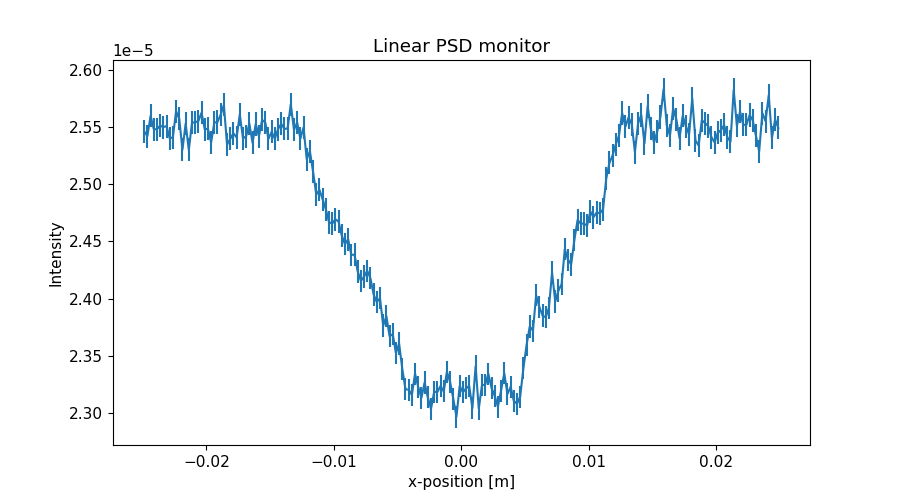 Linear PSD monitor
1e−5
2.60
2.55
2.50
2.45
2.40
2.35
2.30
Intensity
−0.02 −0.01 0.00 0.01 0.02
x-position [m]